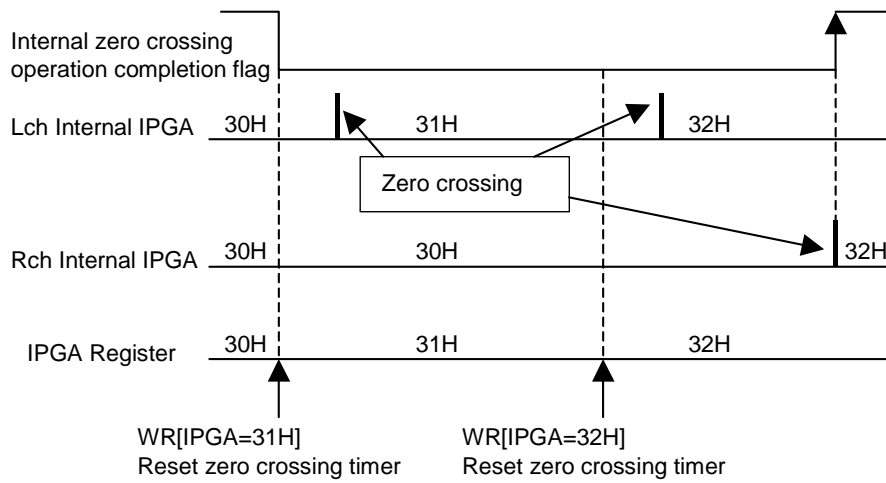 Internal zero crossing
operation completion flag
Lch Internal IPGA
30H
31H
32H
Zero crossing
Rch Internal IPGA
30H
30H
32H
IPGA Register
30H
31H
32H
WR[IPGA=31H]
Reset zero crossing timer
WR[IPGA=32H]
Reset zero crossing timer